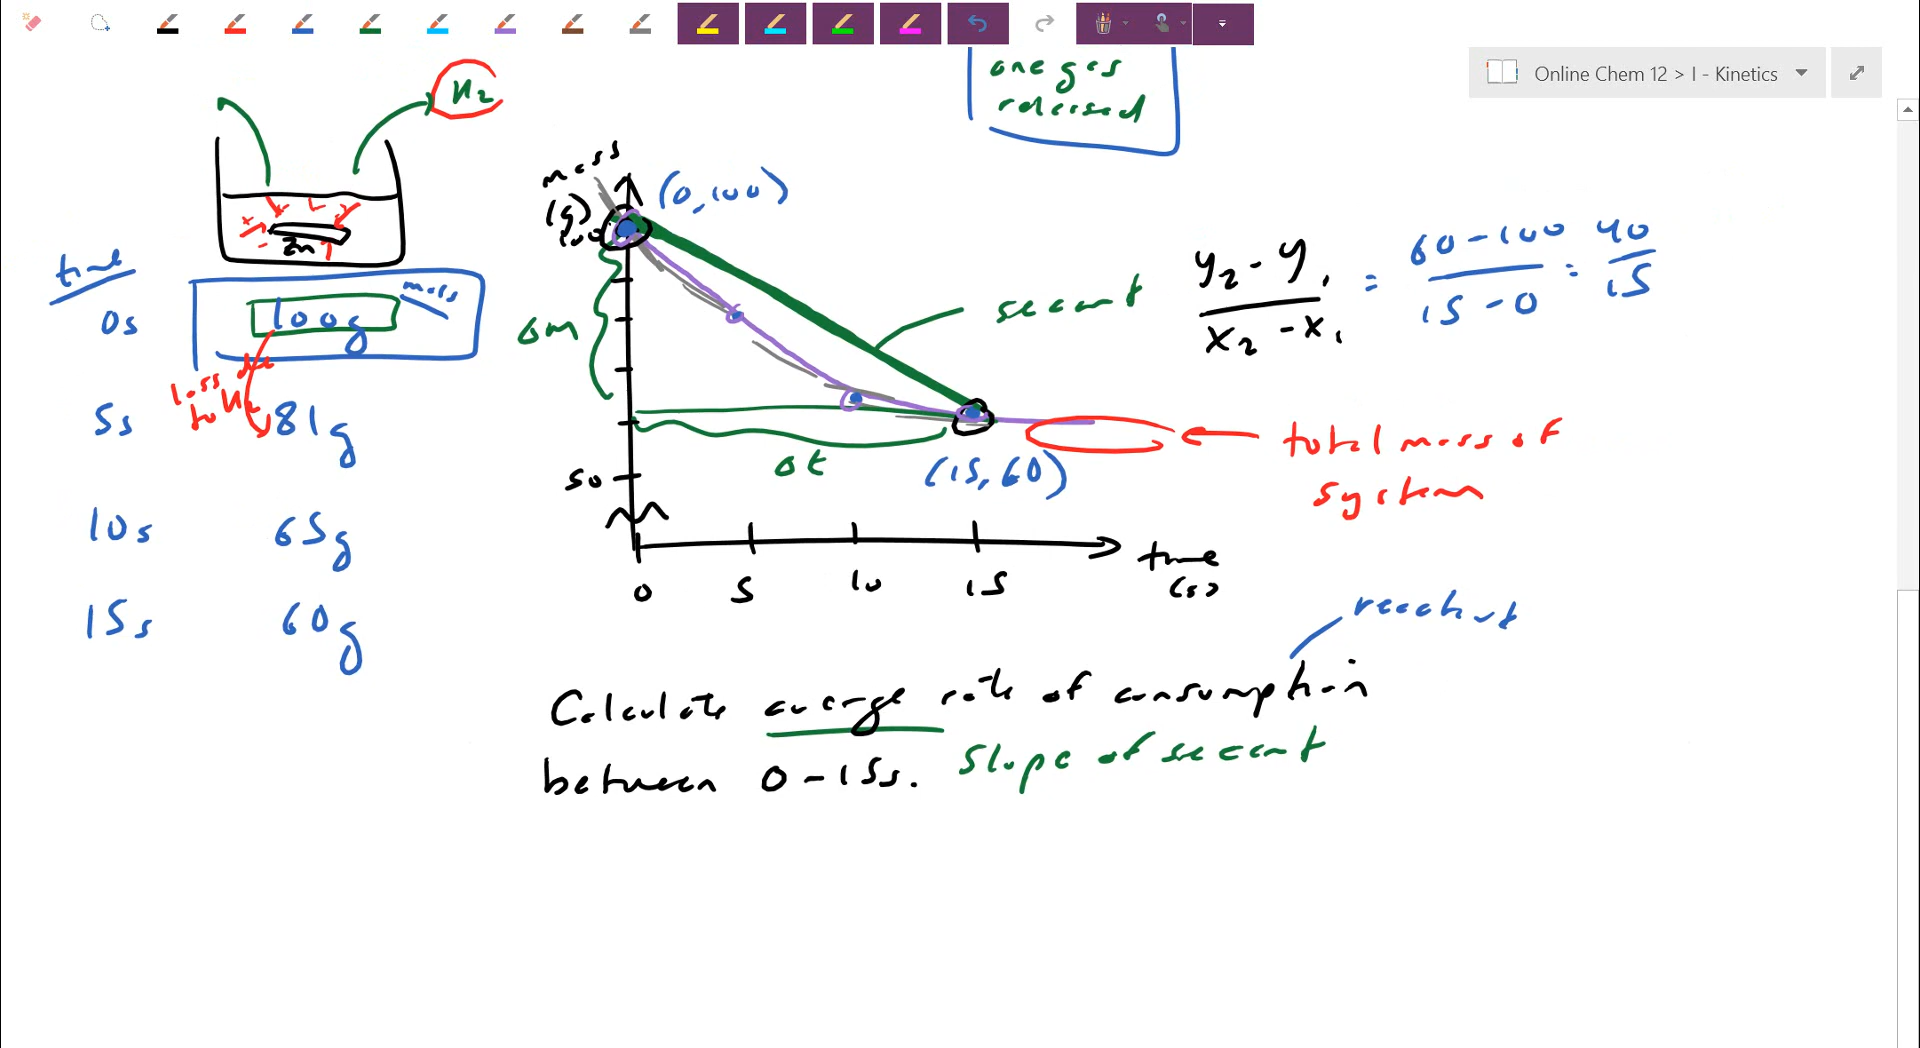 Online Chem 12 > I - Kinetics
one gas
released
H2
Zn
time
mass
0s
100g
loss due
to H2
5s
81g
10s
65g
15s
60g
mass
(g)
100
(0,100)
Δm
secant
Δt
(15,60)
50
0 5 10 15
time
(s)
total mass of
system
y2 - y1 / x2 - x1 = 60 - 100 / 15 - 0 = 40 / 15
reactant
Calculate average rate of consumption
between 0-15s. Slope of secant